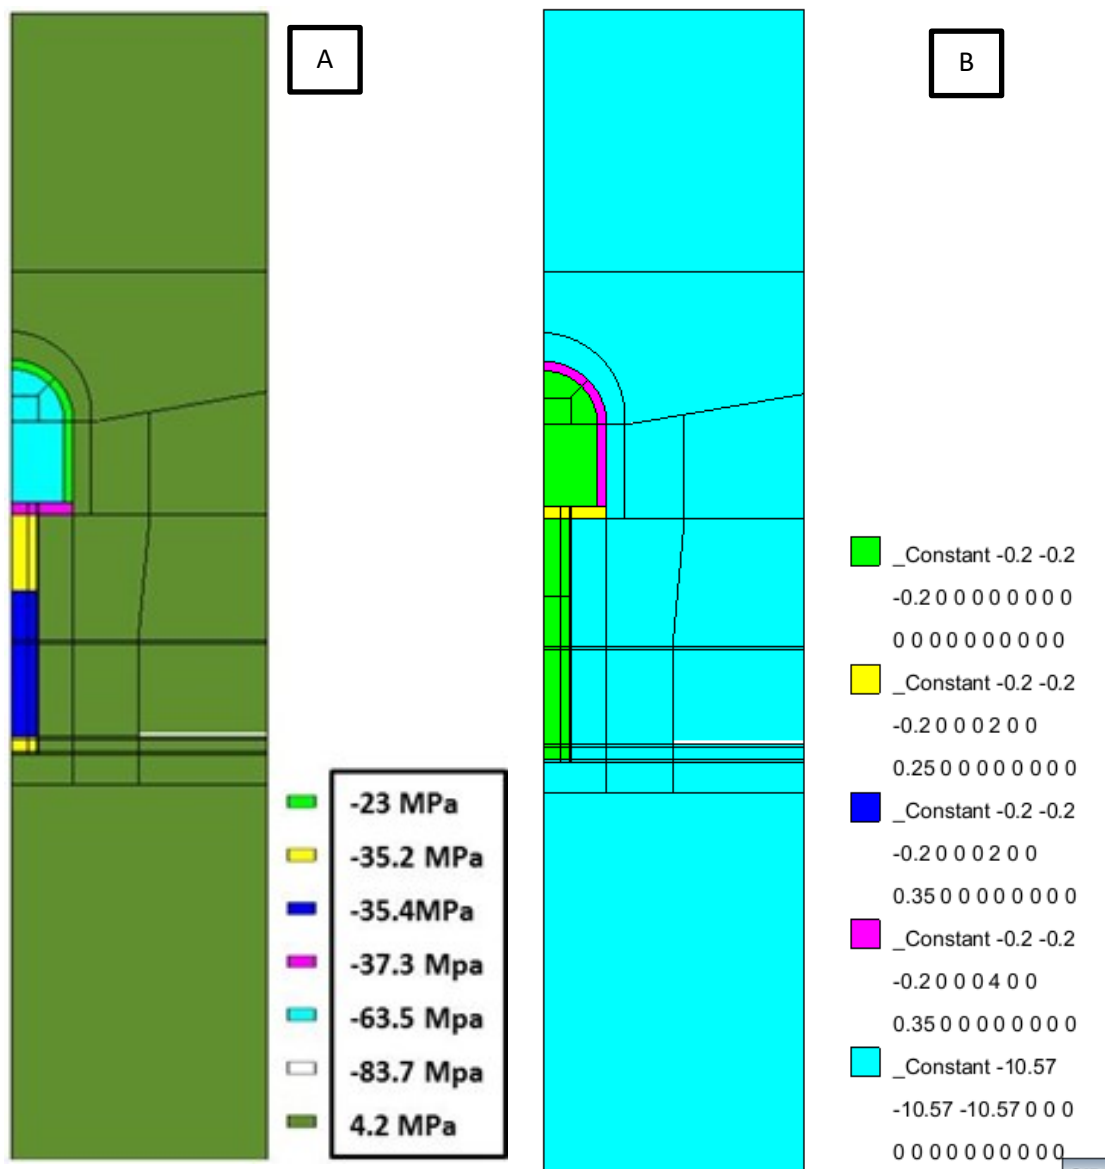 A
B
-23 MPa
-35.2 MPa
-35.4MPa
-37.3 Mpa
-63.5 Mpa
-83.7 Mpa
4.2 MPa
_Constant -0.2 -0.2
-0.2 0 0 0 0 0 0 0 0
0 0 0 0 0 0 0 0 0 0
_Constant -0.2 -0.2
-0.2 0 0 0 2 0 0
0.25 0 0 0 0 0 0 0 0
_Constant -0.2 -0.2
-0.2 0 0 0 2 0 0
0.35 0 0 0 0 0 0 0 0
_Constant -0.2 -0.2
-0.2 0 0 0 4 0 0
0.35 0 0 0 0 0 0 0 0
_Constant -10.57
-10.57 -10.57 0 0 0
0 0 0 0 0 0 0 0 0 0